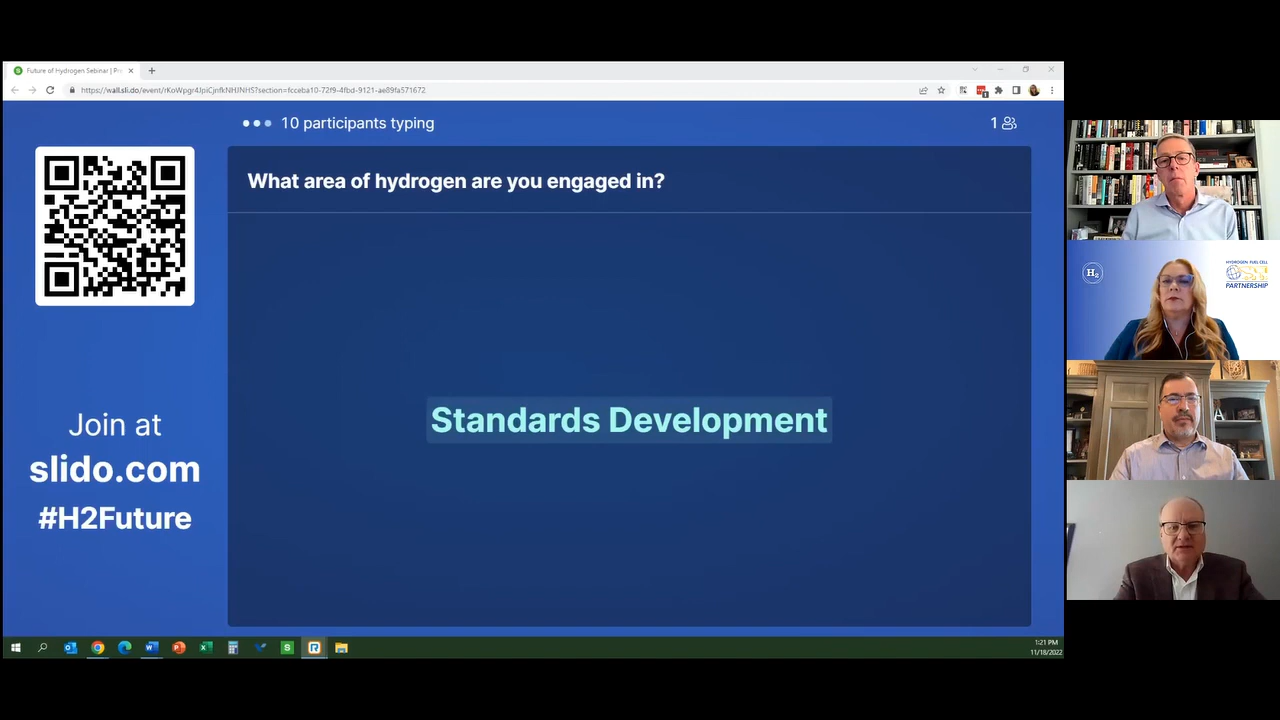 Future of Hydrogen Sebinar | Pre
https://wall.sli.do/event/rKoWpgr4JpiCjnfkNHJNHS?section=fcceba10-72f9-4fbd-9121-ae89fa571672
10 participants typing
1
What area of hydrogen are you engaged in?
Standards Development
Join at
slido.com
#H2Future
H2
HYDROGEN FUEL CELL
PARTNERSHIP
1:21 PM
11/18/2022